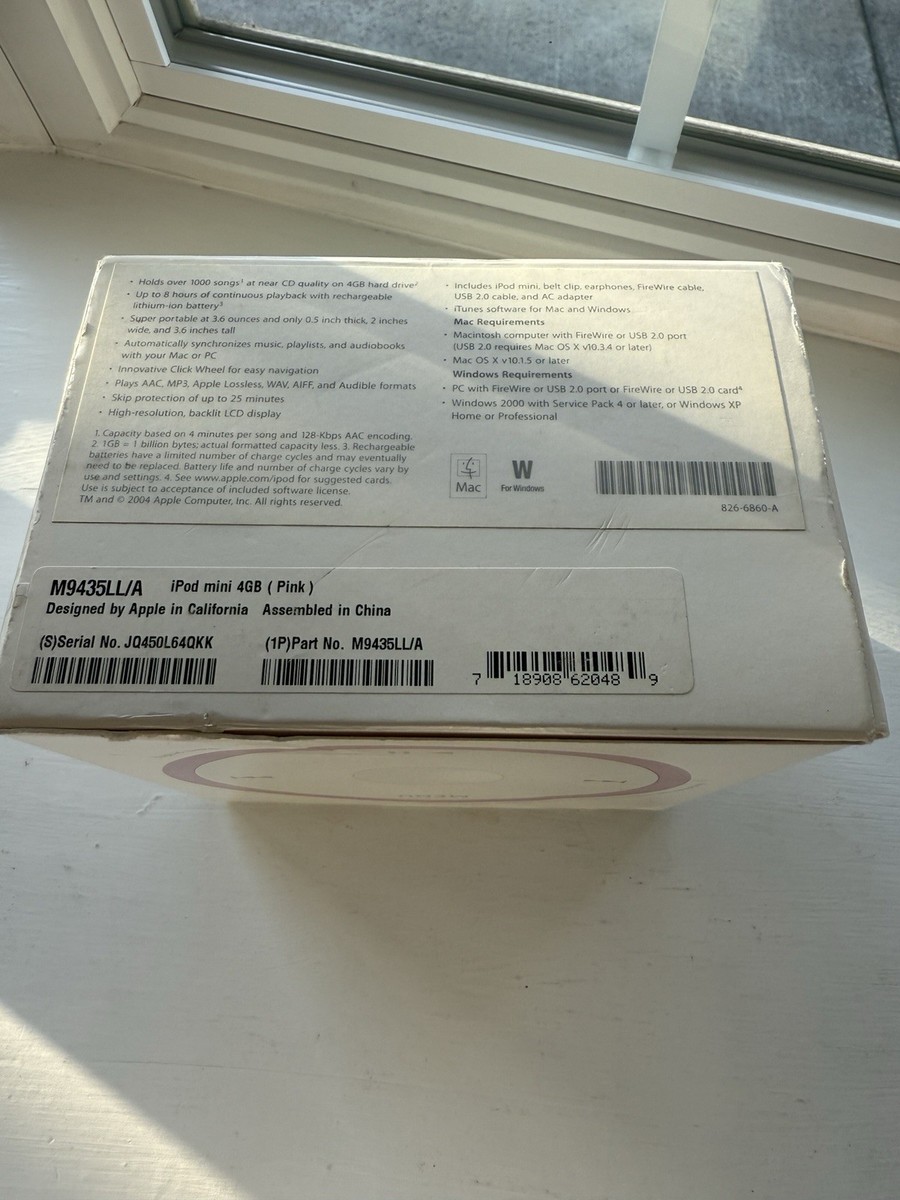 • Holds over 1000 songs¹ at near CD quality on 4GB hard drive²
• Up to 8 hours of continuous playback with rechargeable
lithium-ion battery³
• Super portable at 3.6 ounces and only 0.5 inch thick, 2 inches
wide, and 3.6 inches tall
• Automatically synchronizes music, playlists, and audiobooks
with your Mac or PC
• Innovative Click Wheel for easy navigation
• Plays AAC, MP3, Apple Lossless, WAV, AIFF, and Audible formats
• Skip protection of up to 25 minutes
• High-resolution, backlit LCD display
1. Capacity based on 4 minutes per song and 128-Kbps AAC encoding.
2. 1GB = 1 billion bytes; actual formatted capacity less. 3. Rechargeable
batteries have a limited number of charge cycles and may eventually
need to be replaced. Battery life and number of charge cycles vary by
use and settings. 4. See www.apple.com/ipod for suggested cards.
Use is subject to acceptance of included software license.
TM and © 2004 Apple Computer, Inc. All rights reserved.
• Includes iPod mini, belt clip, earphones, FireWire cable,
USB 2.0 cable, and AC adapter
• iTunes software for Mac and Windows
Mac Requirements
• Macintosh computer with FireWire or USB 2.0 port
(USB 2.0 requires Mac OS X v10.3.4 or later)
• Mac OS X v10.1.5 or later
Windows Requirements
• PC with FireWire or USB 2.0 port or FireWire or USB 2.0 card⁴
• Windows 2000 with Service Pack 4 or later, or Windows XP
Home or Professional
Mac
W
For Windows
826-6860-A
M9435LL/A iPod mini 4GB ( Pink )
Designed by Apple in California Assembled in China
(S)Serial No. JQ450L64QKK (1P)Part No. M9435LL/A
7 18908 62048 9
MENU